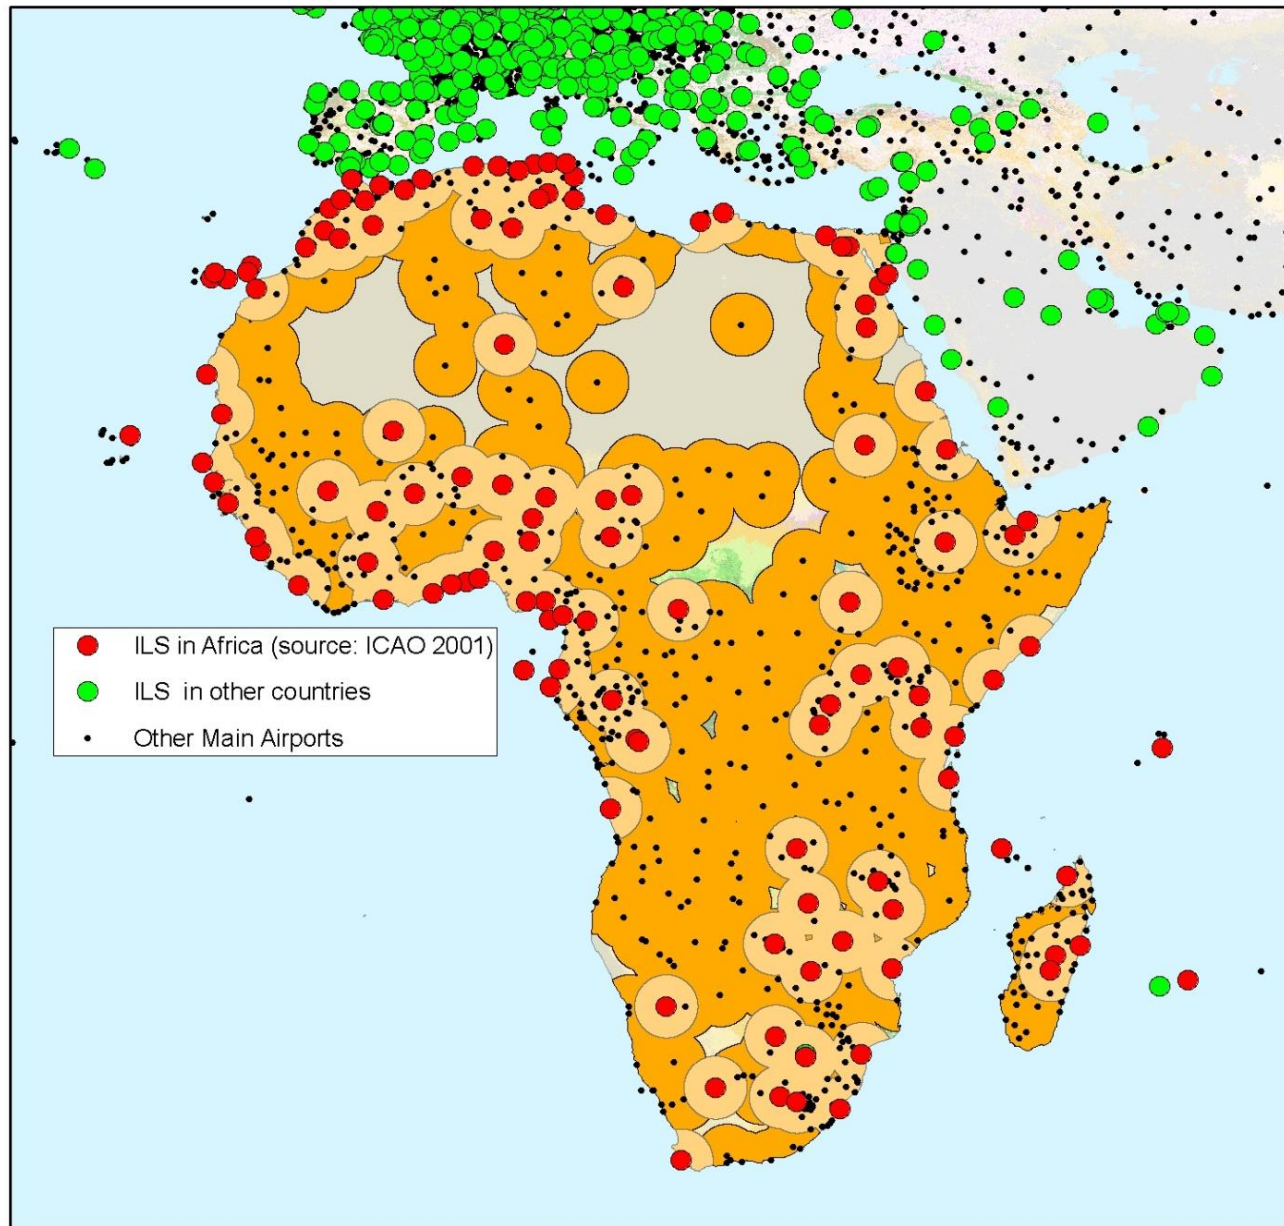 ILS in Africa (source: ICAO 2001)
ILS in other countries
Other Main Airports